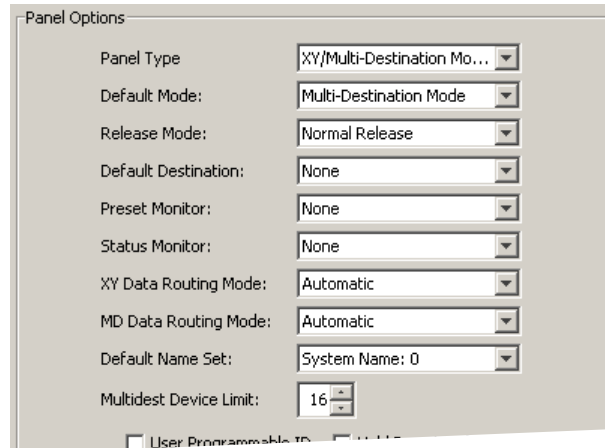 Panel Options
Panel Type XY/Multi-Destination Mo...
Default Mode: Multi-Destination Mode
Release Mode: Normal Release
Default Destination: None
Preset Monitor: None
Status Monitor: None
XY Data Routing Mode: Automatic
MD Data Routing Mode: Automatic
Default Name Set: System Name: 0
Multidest Device Limit: 16
User Programmable ID